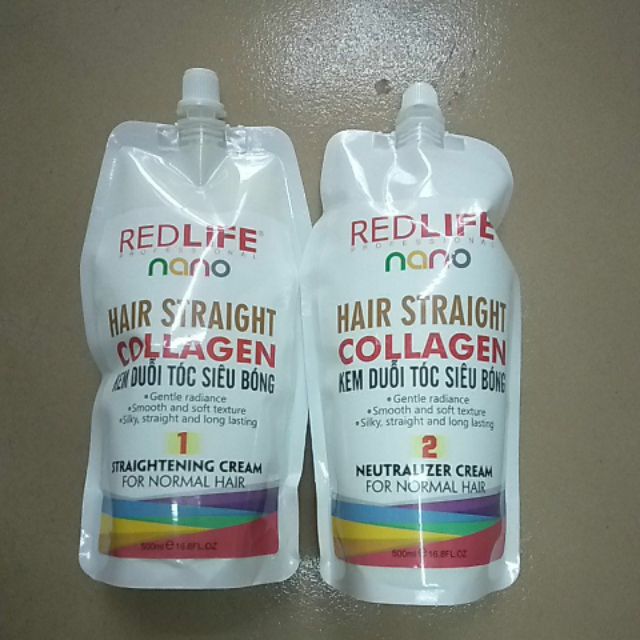 REDLIFE®
PROFESSIONAL
nano
HAIR STRAIGHT
COLLAGEN
KEM DUỖI TÓC SIÊU BÓNG
•Gentle radiance
•Smooth and soft texture
•Silky, straight and long lasting
1
STRAIGHTENING CREAM
FOR NORMAL HAIR
500ml e 16.8FL.OZ
REDLIFE
PROFESSIONAL
nano
HAIR STRAIGHT
COLLAGEN
KEM DUỖI TÓC SIÊU BÓNG
•Gentle radiance
•Smooth and soft texture
•Silky, straight and long lasting
2
NEUTRALIZER CREAM
FOR NORMAL HAIR
500ml e 16.8FL.OZ